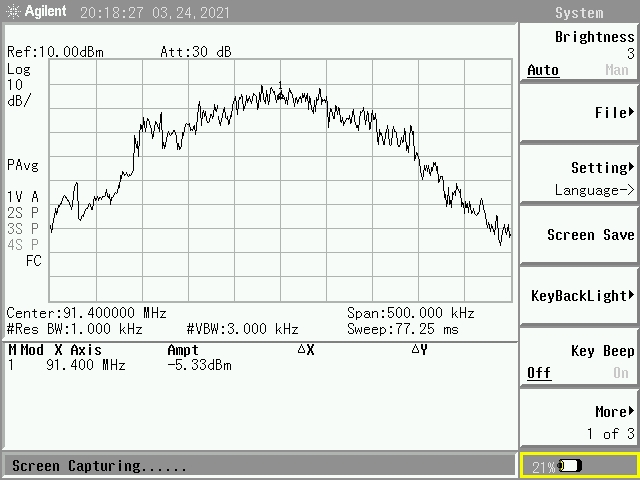 Agilent 20:18:27 03,24,2021
System
Ref:10.00dBm Att:30 dB
Log
10
dB/
1
PAvg
1V A
2S P
3S P
4S P
FC
Center:91.400000 MHz Span:500.000 kHz
#Res BW:1.000 kHz #VBW:3.000 kHz Sweep:77.25 ms
M Mod X Axis Ampt △X △Y
1 91.400 MHz -5.33dBm
Screen Capturing......
Brightness
3
Auto Man
File
Setting
Language->
Screen Save
KeyBackLight
Key Beep
Off On
More
1 of 3
21%